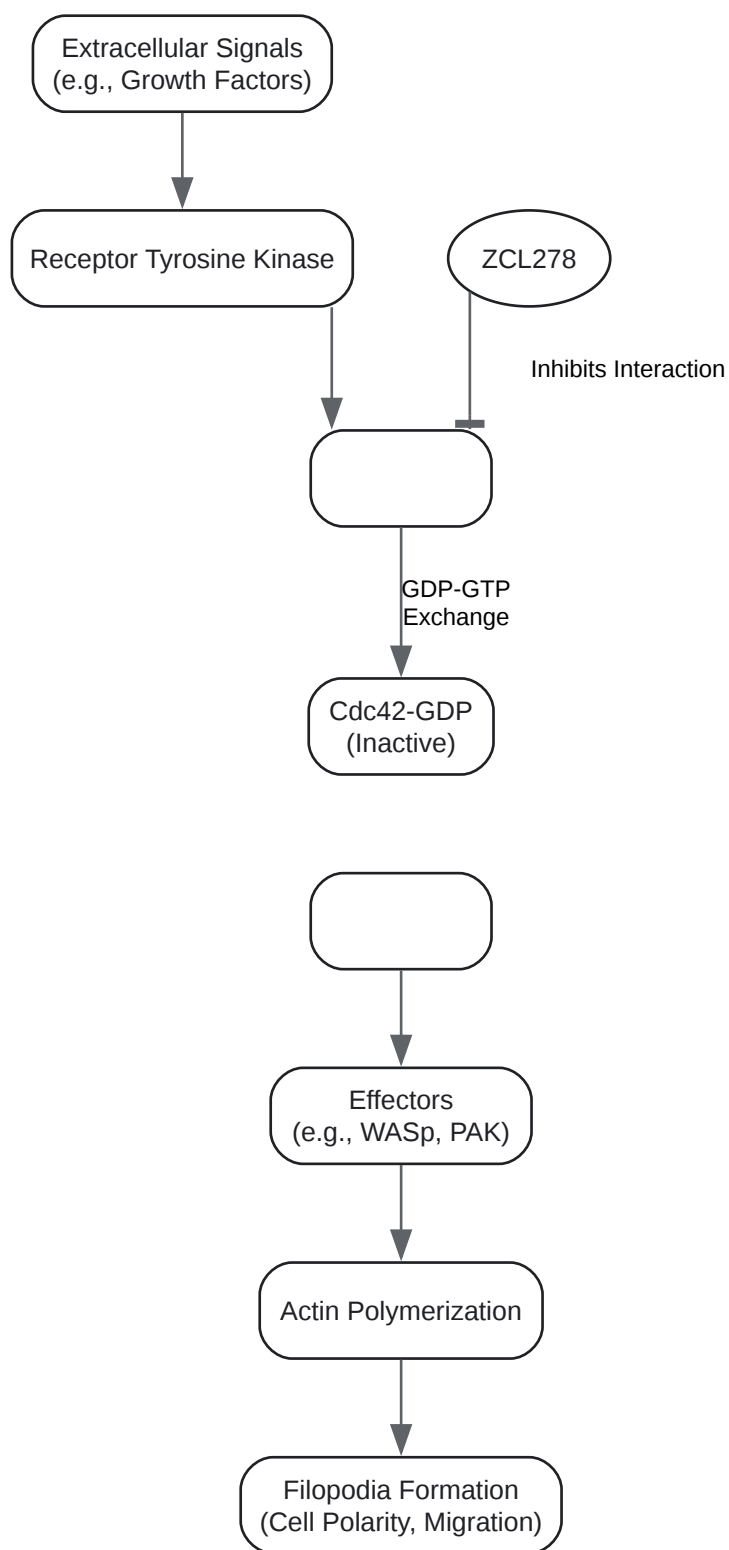 Extracellular Signals
(e.g., Growth Factors)
Receptor Tyrosine Kinase
ZCL278
Inhibits Interaction
GDP-GTP
Exchange
Cdc42-GDP
(Inactive)
Effectors
(e.g., WASp, PAK)
Actin Polymerization
Filopodia Formation
(Cell Polarity, Migration)